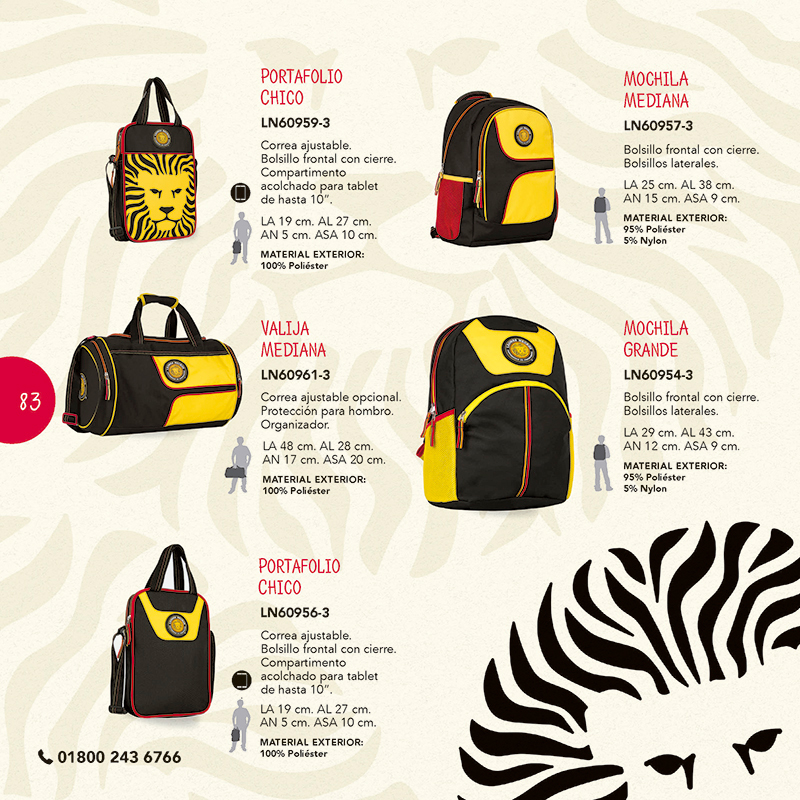 PORTAFOLIO
CHICO
LN60959-3
Correa ajustable.
Bolsillo frontal con cierre.
Compartimento
acolchado para tablet
de hasta 10”.
LA 19 cm. AL 27 cm.
AN 5 cm. ASA 10 cm.
MATERIAL EXTERIOR:
100% Poliéster
MOCHILA
MEDIANA
LN60957-3
Bolsillo frontal con cierre.
Bolsillos laterales.
LA 25 cm. AL 38 cm.
AN 15 cm. ASA 9 cm.
MATERIAL EXTERIOR:
95% Poliéster
5% Nylon
VALIJA
MEDIANA
LN60961-3
Correa ajustable opcional.
Protección para hombro.
Organizador.
LA 48 cm. AL 28 cm.
AN 17 cm. ASA 20 cm.
MATERIAL EXTERIOR:
100% Poliéster
MOCHILA
GRANDE
LN60954-3
Bolsillo frontal con cierre.
Bolsillos laterales.
LA 29 cm. AL 43 cm.
AN 12 cm. ASA 9 cm.
MATERIAL EXTERIOR:
95% Poliéster
5% Nylon
83
PORTAFOLIO
CHICO
LN60956-3
Correa ajustable.
Bolsillo frontal con cierre.
Compartimento
acolchado para tablet
de hasta 10”.
LA 19 cm. AL 27 cm.
AN 5 cm. ASA 10 cm.
MATERIAL EXTERIOR:
100% Poliéster
01800 243 6766